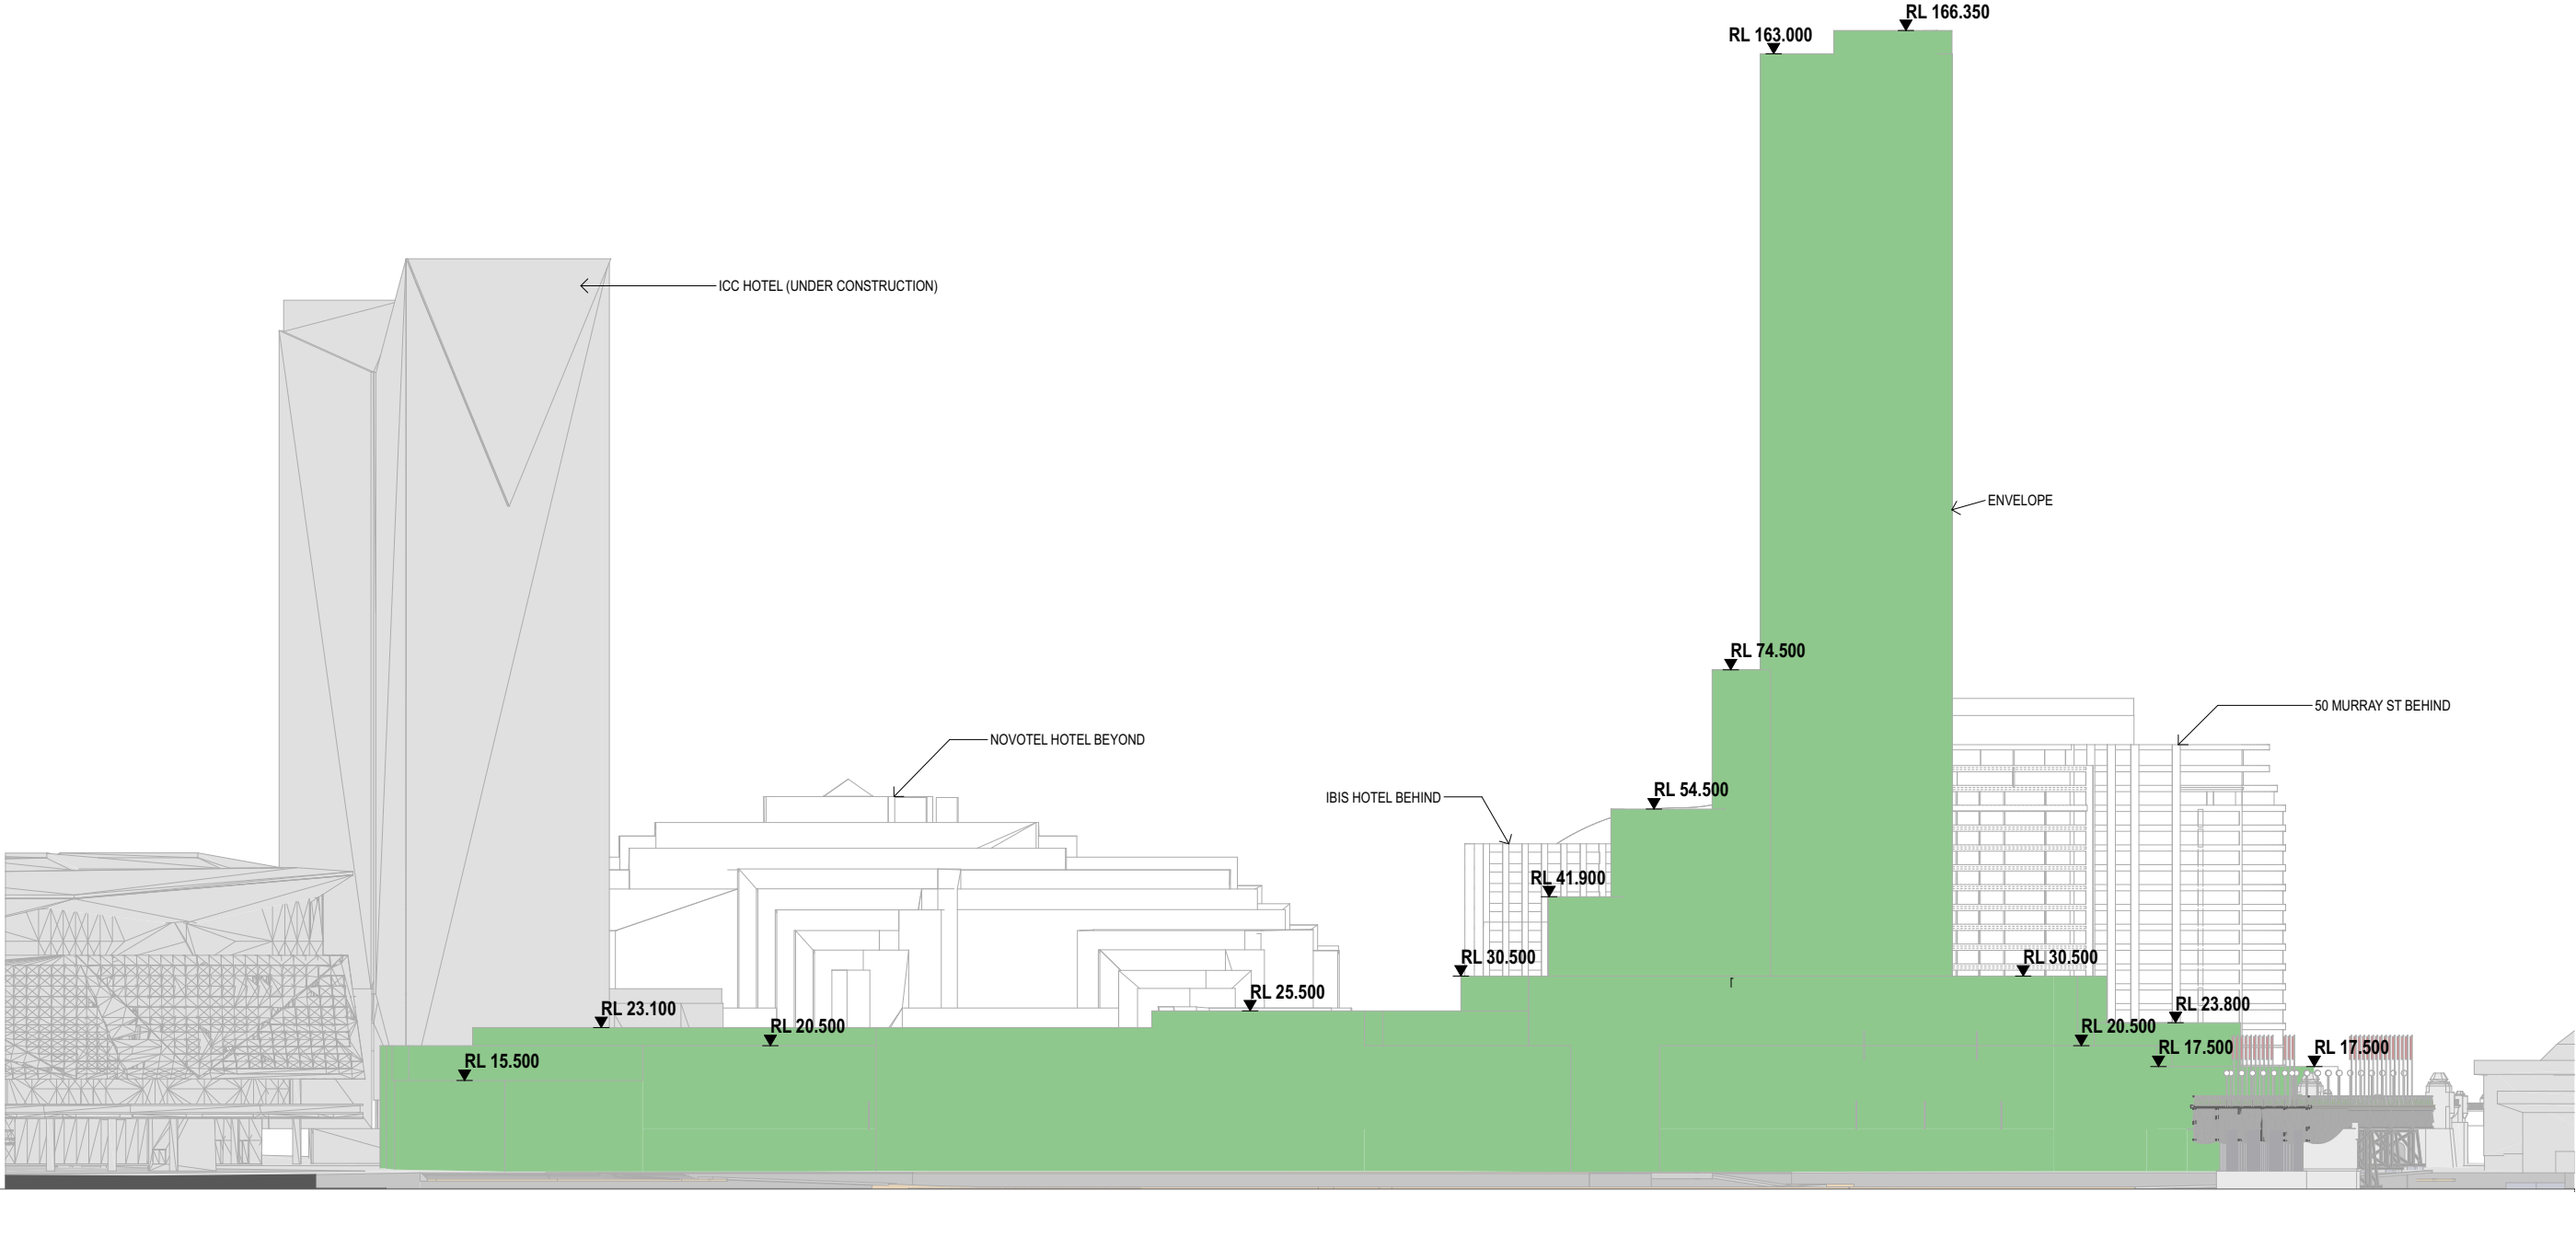 RL 166.350
RL 163.000
ICC HOTEL (UNDER CONSTRUCTION)
ENVELOPE
RL 74.500
50 MURRAY ST BEHIND
NOVOTEL HOTEL BEYOND
RL 54.500
IBIS HOTEL BEHIND
RL 41.900
RL 30.500
RL 30.500
RL 25.500
RL 23.800
RL 23.100
RL 20.500
RL 20.500
RL 17.500
RL 17.500
RL 15.500